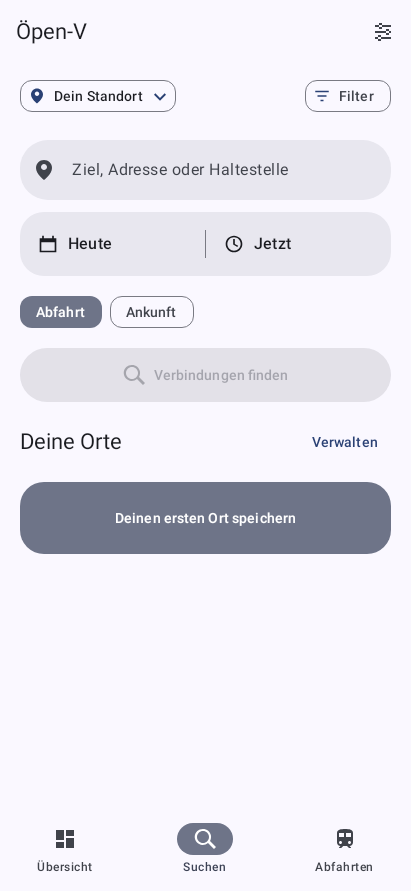 Öpen-V
Dein Standort
Filter
Ziel, Adresse oder Haltestelle
Heute
Jetzt
Abfahrt
Ankunft
Verbindungen finden
Deine Orte
Verwalten
Deinen ersten Ort speichern
Übersicht
Suchen
Abfahrten